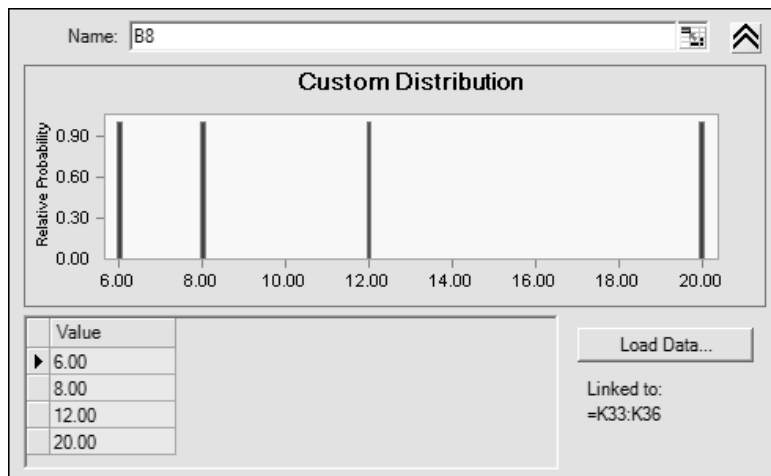 Name: B8
Custom Distribution
Relative Probability
0.90
0.60
0.30
0.00
6.00 8.00 10.00 12.00 14.00 16.00 18.00 20.00
Value
6.00
8.00
12.00
20.00
Load Data...
Linked to:
=K33:K36